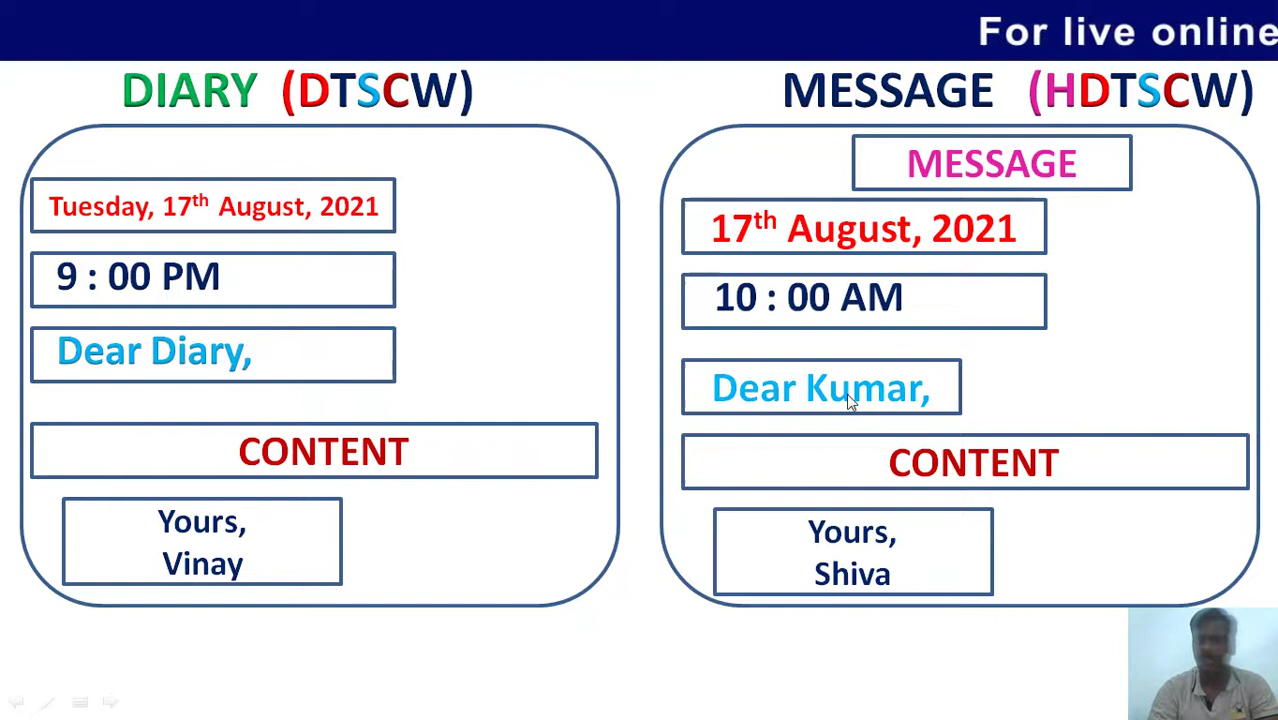 For live online
DIARY (DTSCW)
Tuesday, 17th August, 2021
9 : 00 PM
Dear Diary,
CONTENT
Yours,
Vinay
MESSAGE (HDTSCW)
MESSAGE
17th August, 2021
10 : 00 AM
Dear Kumar,
CONTENT
Yours,
Shiva